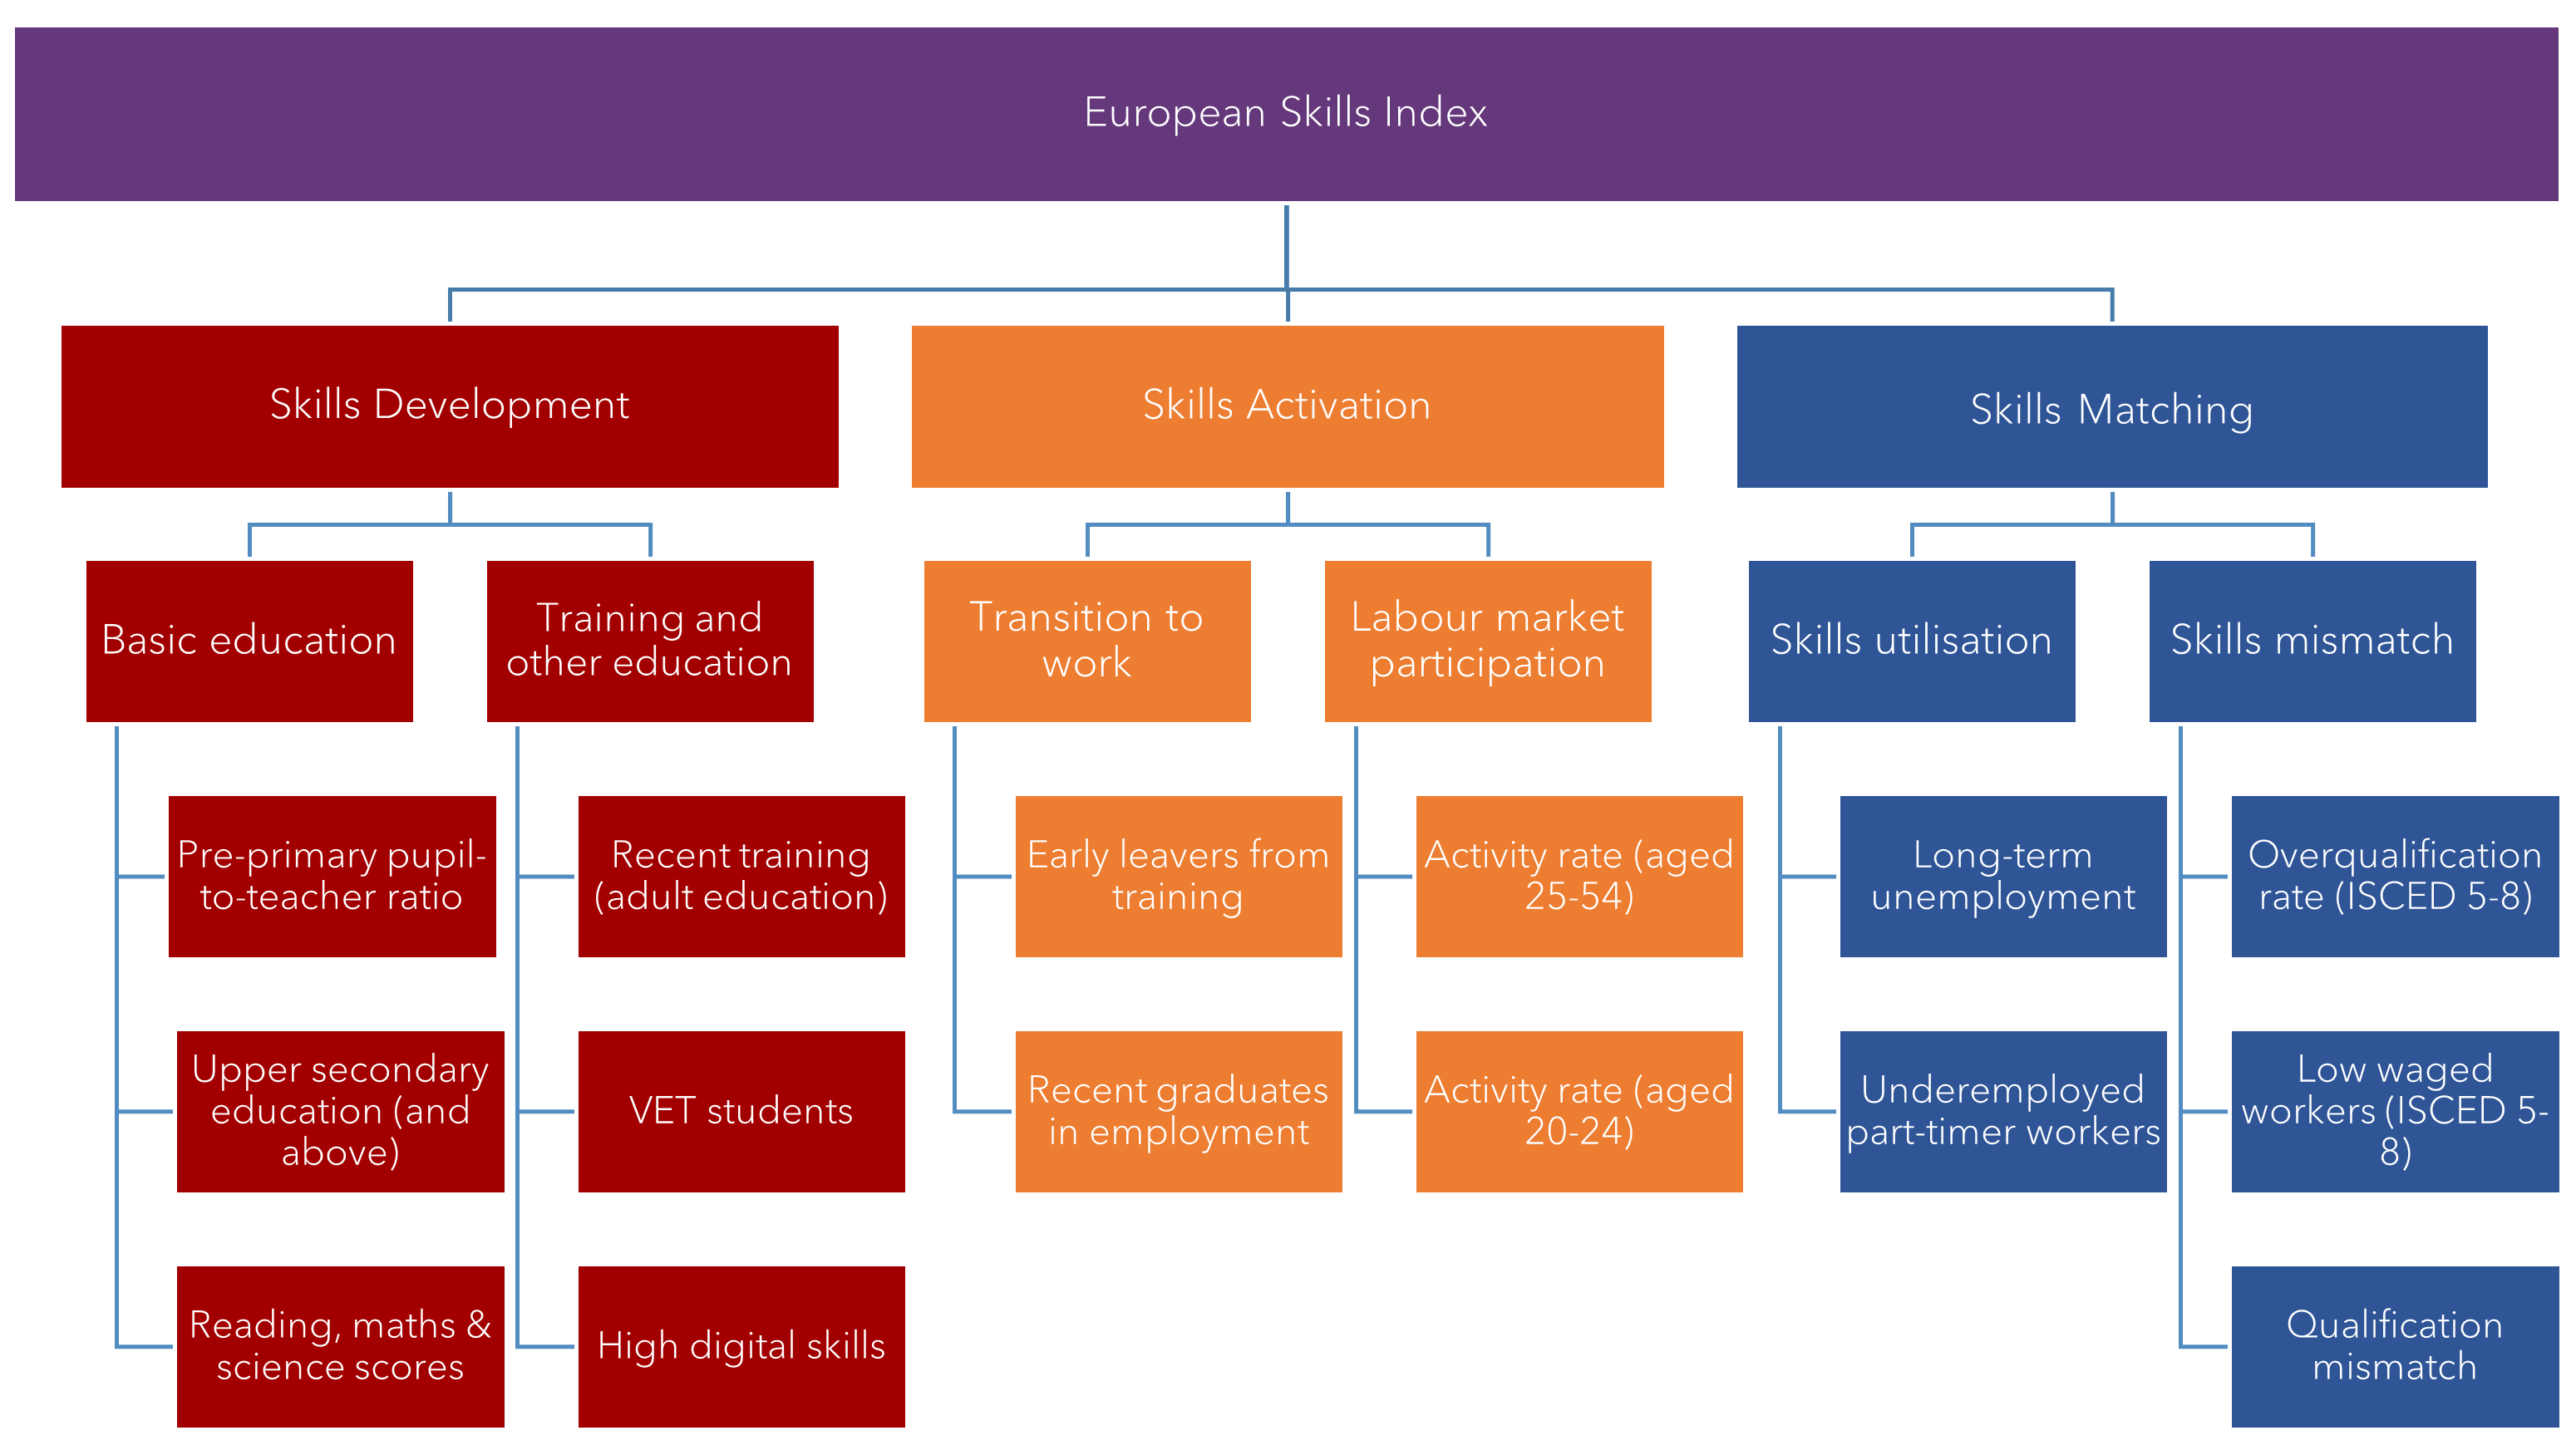 European Skills Index
Skills Development
Skills Activation
Skills Matching
Basic education
Training and
other education
Transition to
work
Labour market
participation
Skills utilisation
Skills mismatch
Pre-primary pupil-
to-teacher ratio
Recent training
(adult education)
Early leavers from
training
Activity rate (aged
25-54)
Long-term
unemployment
Overqualification
rate (ISCED 5-8)
Upper secondary
education (and
above)
VET students
Recent graduates
in employment
Activity rate (aged
20-24)
Underemployed
part-timer workers
Low waged
workers (ISCED 5-
8)
Reading, maths &
science scores
High digital skills
Qualification
mismatch